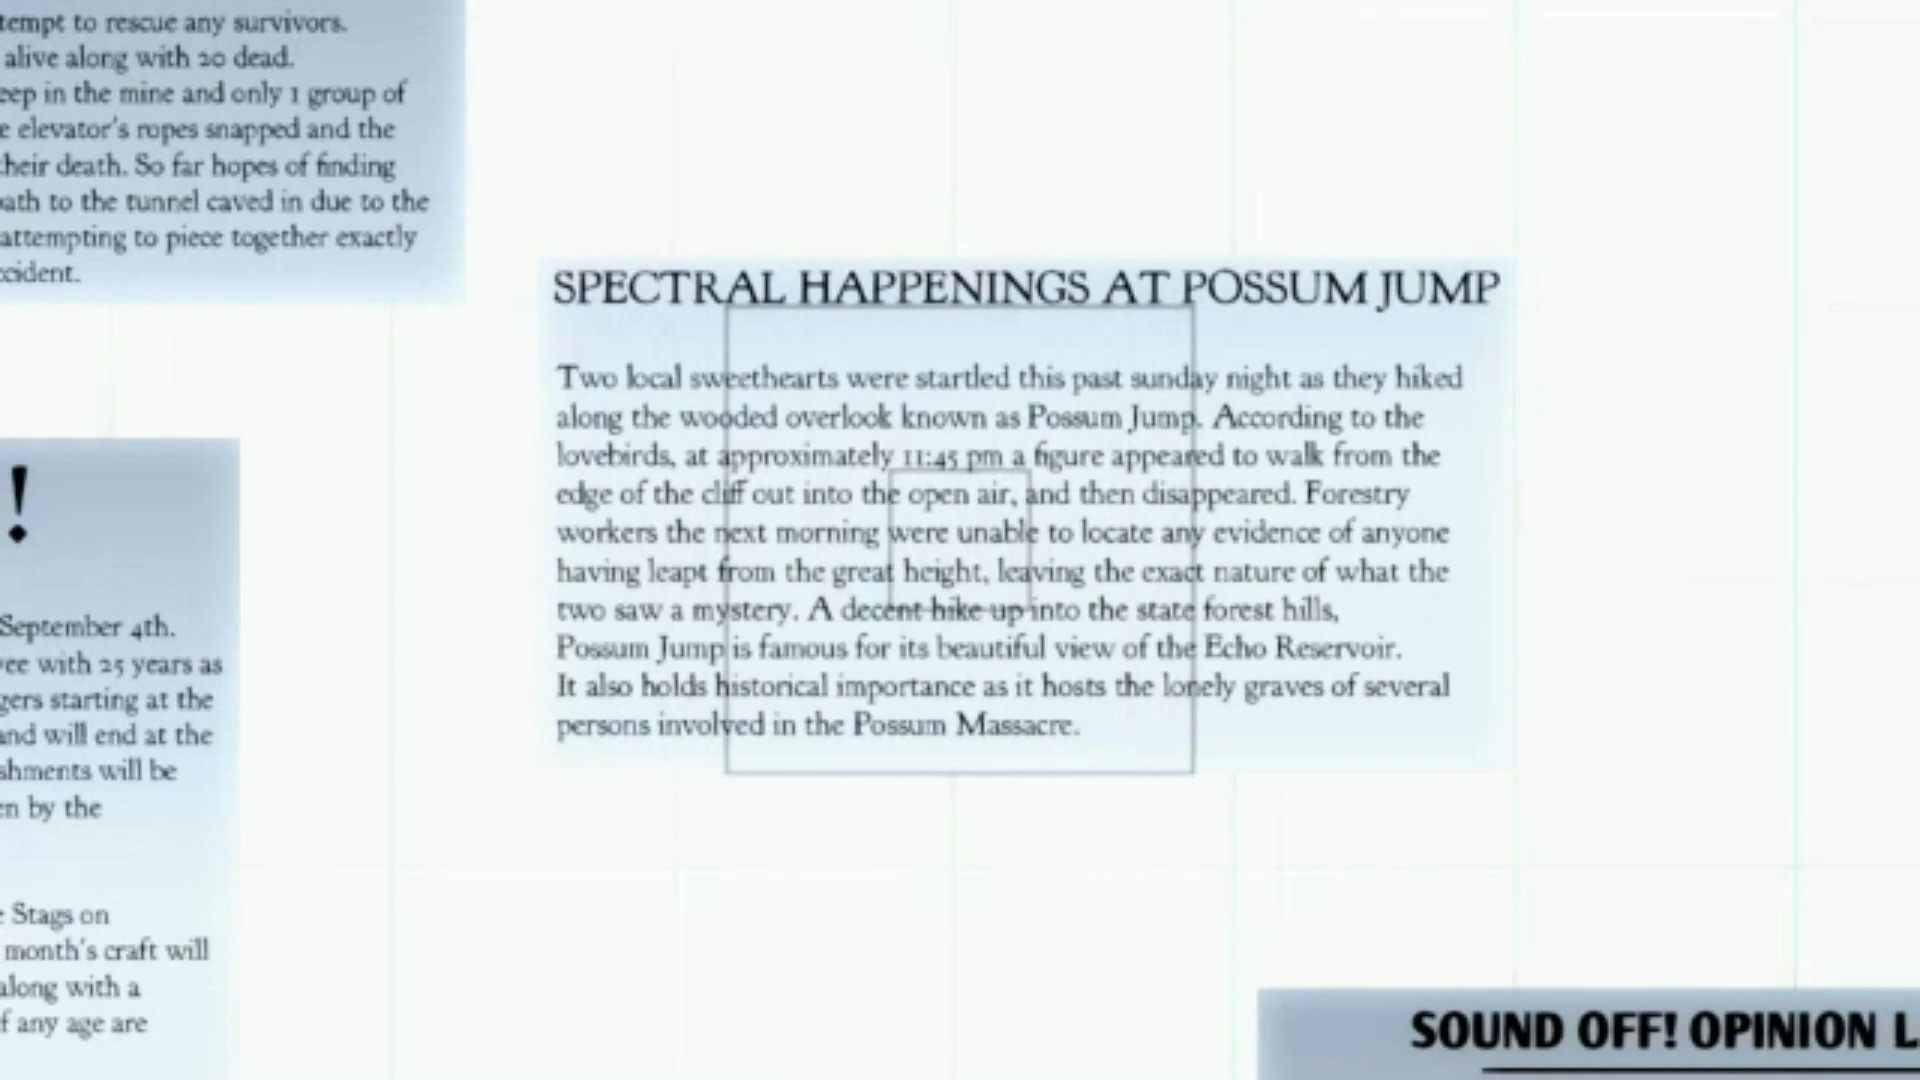 tempt to rescue any survivors.
alive along with 20 dead.
eep in the mine and only 1 group of
e elevator's ropes snapped and the
their death. So far hopes of finding
path to the tunnel caved in due to the
attempting to piece together exactly
ccident.
SPECTRAL HAPPENINGS AT POSSUM JUMP
Two local sweethearts were startled this past sunday night as they hiked
along the wooded overlook known as Possum Jump. According to the
lovebirds, at approximately 11:45 pm a figure appeared to walk from the
edge of the cliff out into the open air, and then disappeared. Forestry
workers the next morning were unable to locate any evidence of anyone
having leapt from the great height, leaving the exact nature of what the
two saw a mystery. A decent hike up into the state forest hills,
Possum Jump is famous for its beautiful view of the Echo Reservoir.
It also holds historical importance as it hosts the lonely graves of several
persons involved in the Possum Massacre.
!
September 4th.
vee with 25 years as
gers starting at the
and will end at the
shments will be
en by the
e Stags on
month's craft will
along with a
f any age are
SOUND OFF! OPINION L